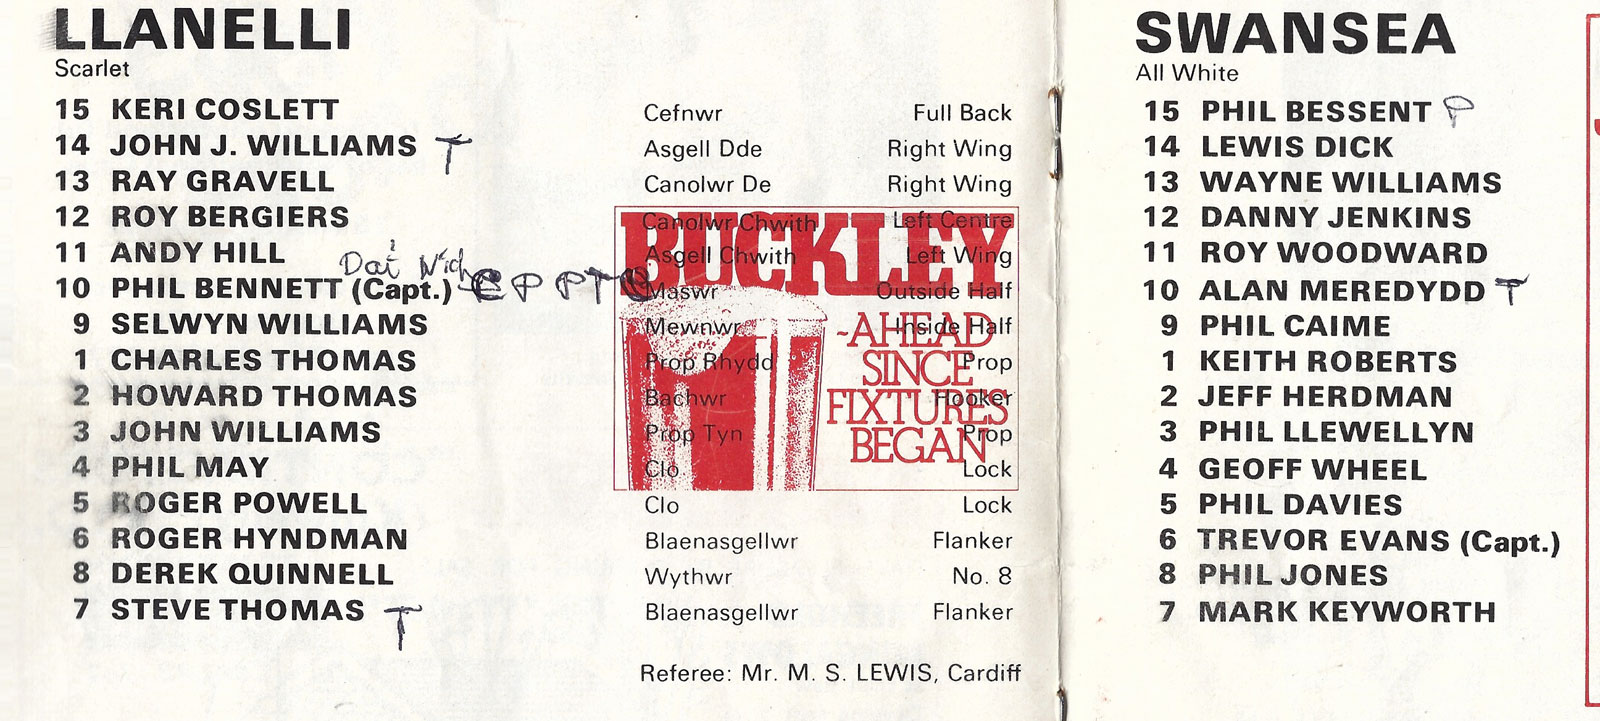 LLANELLI
Scarlet
15 KERI COSLETT
14 JOHN J. WILLIAMS T
13 RAY GRAVELL
12 ROY BERGIERS
11 ANDY HILL
Dai
10 PHIL BENNETT (Capt.) C P P T C
9 SELWYN WILLIAMS
1 CHARLES THOMAS
2 HOWARD THOMAS
3 JOHN WILLIAMS
4 PHIL MAY
5 ROGER POWELL
6 ROGER HYNDMAN
8 DEREK QUINNELL
7 STEVE THOMAS T
Cefnwr Full Back
Asgell Dde Right Wing
Canolwr De Right Wing
Canolwr Chwith Left Centre
Asgell Chwith Left Wing
Maswr Outside Half
Mewnwr Inside Half
Prop Rhydd Prop
Bachwr Hooker
Prop Tyn Prop
Clo Lock
Clo Lock
Blaenasgellwr Flanker
Wythwr No. 8
Blaenasgellwr Flanker
BUCKLEY
-AHEAD
SINCE
FIXTURES
BEGAN
Referee: Mr. M. S. LEWIS, Cardiff
SWANSEA
All White
15 PHIL BESSENT P
14 LEWIS DICK
13 WAYNE WILLIAMS
12 DANNY JENKINS
11 ROY WOODWARD
10 ALAN MEREDYDD T
9 PHIL CAIME
1 KEITH ROBERTS
2 JEFF HERDMAN
3 PHIL LLEWELLYN
4 GEOFF WHEEL
5 PHIL DAVIES
6 TREVOR EVANS (Capt.)
8 PHIL JONES
7 MARK KEYWORTH